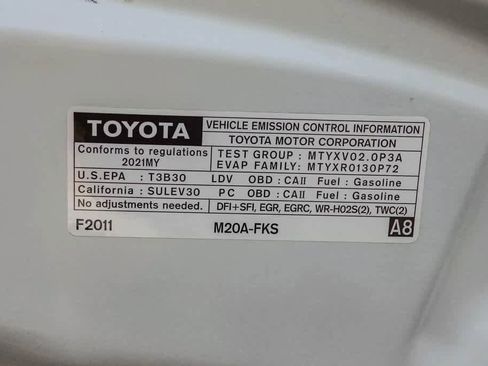 TOYOTA
VEHICLE EMISSION CONTROL INFORMATION
TOYOTA MOTOR CORPORATION
Conforms to regulations
2021MY
TEST GROUP : MTYXV02.0P3A
EVAP FAMILY: MTYXR0130P72
U.S.EPA : T3B30 LDV OBD : CAII Fuel : Gasoline
California : SULEV30 PC OBD : CAII Fuel : Gasoline
No adjustments needed. DFI+SFI, EGR, EGRC, WR-HO2S(2), TWC(2)
F2011 M20A-FKS A8